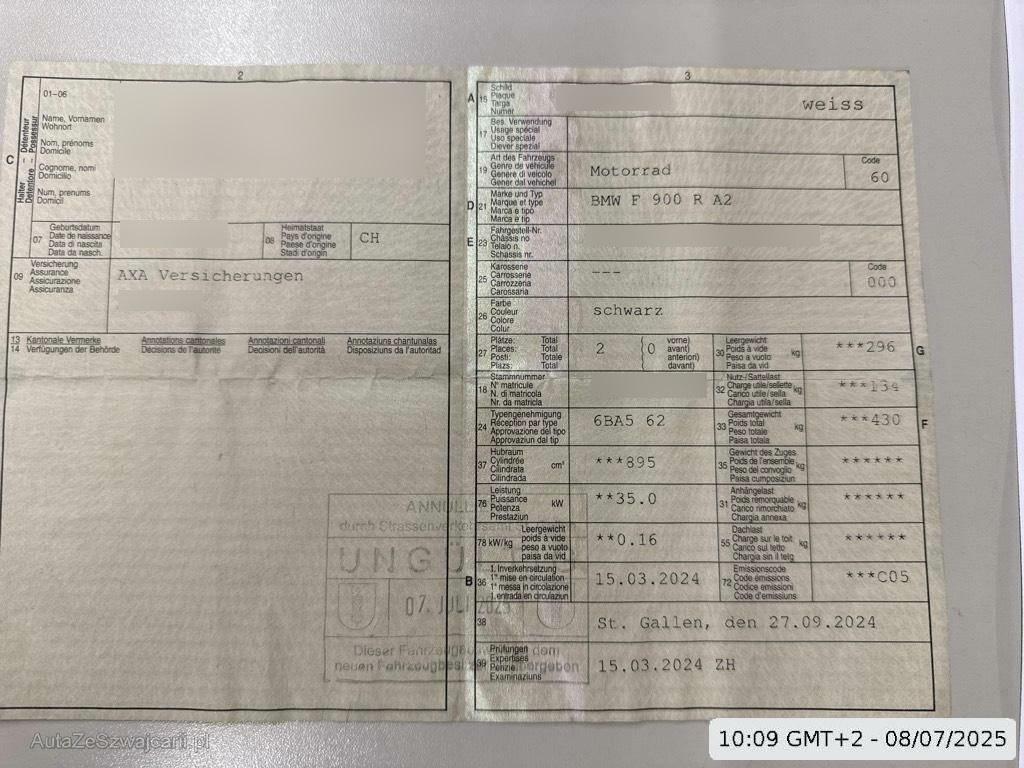 2
01-06
C
Halter – Détenteur
Detentore – Possessur
Name, Vornamen
Wohnort
Nom, prénoms
Domicile
Cognome, nomi
Domicilio
Num, prenums
Domicil
07
Geburtsdatum
Date de naissance
Data di nascita
Data da nasch.
08
Heimatstaat
Pays d'origine
Paese d'origine
Stadi d'origin
CH
09
Versicherung
Assurance
Assicurazione
Assicuranza
AXA Versicherungen
13 Kantonale Vermerke Annotations cantonales Annotazioni cantonali Annotaziuns chantunalas
14 Verfügungen der Behörde Décisions de l'autorité Decisioni dell'autorità Disposiziuns da l'autoritad
ANNULL
durch Strassenverkehrs
UNGÜ
07. JULI 2025
Dieser Fahrzeug dem
neuen Fahrzeugbesi übergeben
3
A 15
Schild
Plaque
Targa
Numer
weiss
17
Bes. Verwendung
Usage spécial
Uso speciale
Diever spezial
19
Art des Fahrzeugs
Genre de véhicule
Genere di veicolo
Gener dal vehichel
Motorrad
Code
60
D 21
Marke und Typ
Marque et type
Marca e tipo
Marca e tip
BMW F 900 R A2
E 23
Fahrgestell-Nr.
Châssis no
Telaio n.
Schassis nr.
25
Karosserie
Carrosserie
Carrozzeria
Carossaria
---
Code
000
26
Farbe
Couleur
Colore
Colur
schwarz
27
Plätze: Total
Places: Total
Posti: Totale
Plazs: Total
2
0
vorne)
avant)
anteriori)
davant)
30
Leergewicht
Poids à vide
Peso a vuoto
Paisa da vid
kg
***296
G
18
Stammnummer
N° matricule
N. di matricola
Nr. da matricla
32
Nutz-/Sattellast
Charge utile/sellette
Carico utile/sella
Chargia utila/sella
kg
***134
24
Typengenehmigung
Réception par type
Approvazione del tipo
Approvaziun dal tip
6BA5 62
33
Gesamtgewicht
Poids total
Peso totale
Paisa totala
kg
***430
F
37
Hubraum
Cylindrée
Cilindrata
Cilindrada
cm³
***895
35
Gewicht des Zuges
Poids de l'ensemble
Peso del convoglio
Paisa cumposiziun
kg
******
76
Leistung
Puissance
Potenza
Prestaziun
kW
**35.0
31
Anhängelast
Poids remorquable
Carico rimorchiato
Chargia annexa
kg
******
78 kW/kg
Leergewicht
poids à vide
peso a vuoto
paisa da vid
**0.16
55
Dachlast
Charge sur le toit
Carico sul tetto
Chargia sin il tetg
kg
******
B 36
1. Inverkehrsetzung
1re mise en circulation
1a messa in circolazione
1. entrada en circulaziun
15.03.2024
72
Emissionscode
Code émissions
Codice emissioni
Code d'emissiuns
***C05
38
St. Gallen, den 27.09.2024
39
Prüfungen
Expertises
Perizie
Examinaziuns
15.03.2024 ZH
AutaZeSzwajcarii.pl
10:09 GMT+2 - 08/07/2025